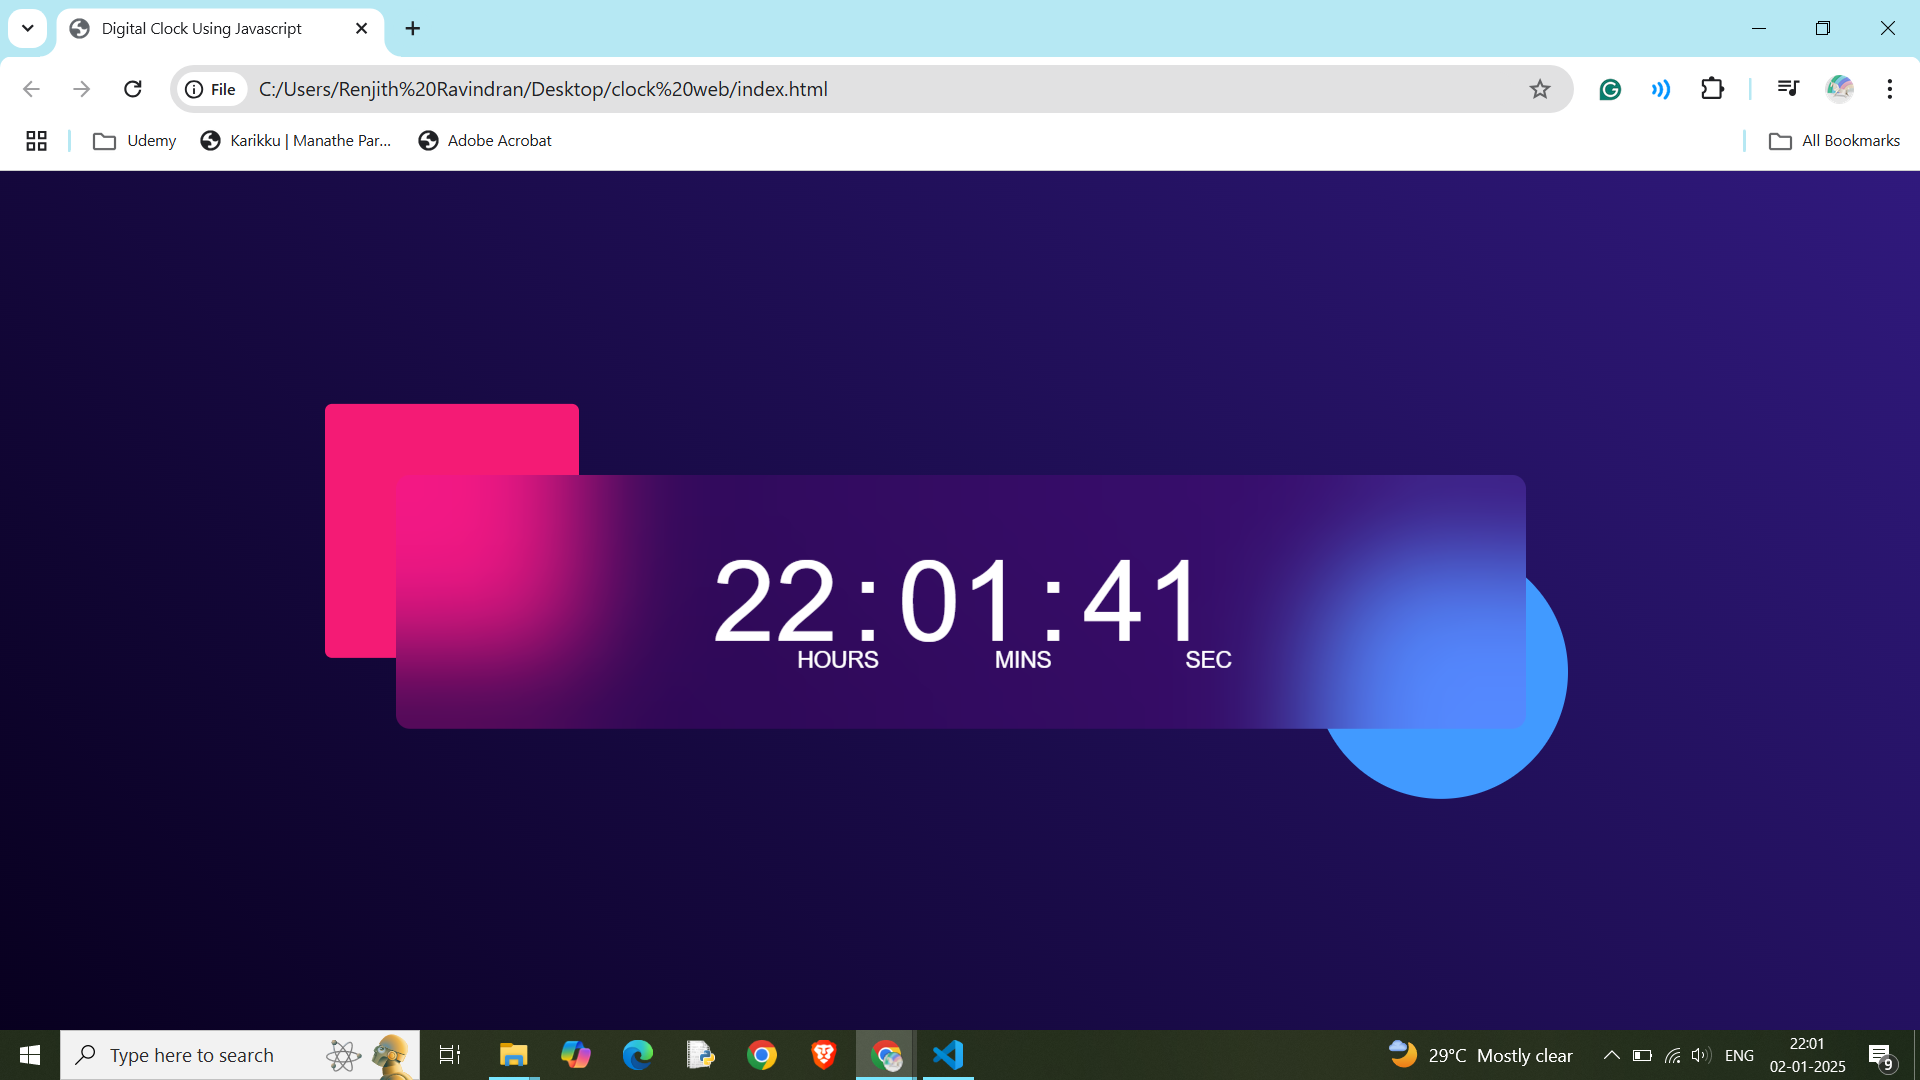 Digital Clock Using Javascript
File C:/Users/Renjith%20Ravindran/Desktop/clock%20web/index.html
Udemy Karikku | Manathe Par... Adobe Acrobat All Bookmarks
22:01:41
HOURS MINS SEC
Type here to search 29°C Mostly clear ENG 22:01
02-01-2025 9